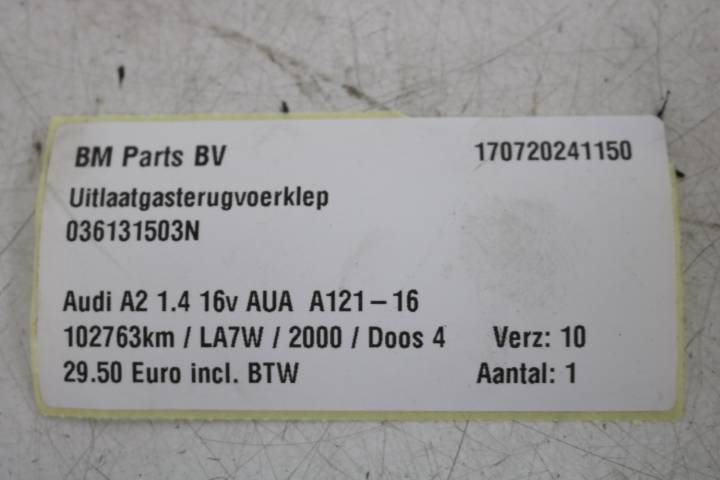 BM Parts BV 170720241150
Uitlaatgasterugvoerklep
036131503N
Audi A2 1.4 16v AUA A121-16
102763km / LA7W / 2000 / Doos 4 Verz: 10
29.50 Euro incl. BTW Aantal: 1